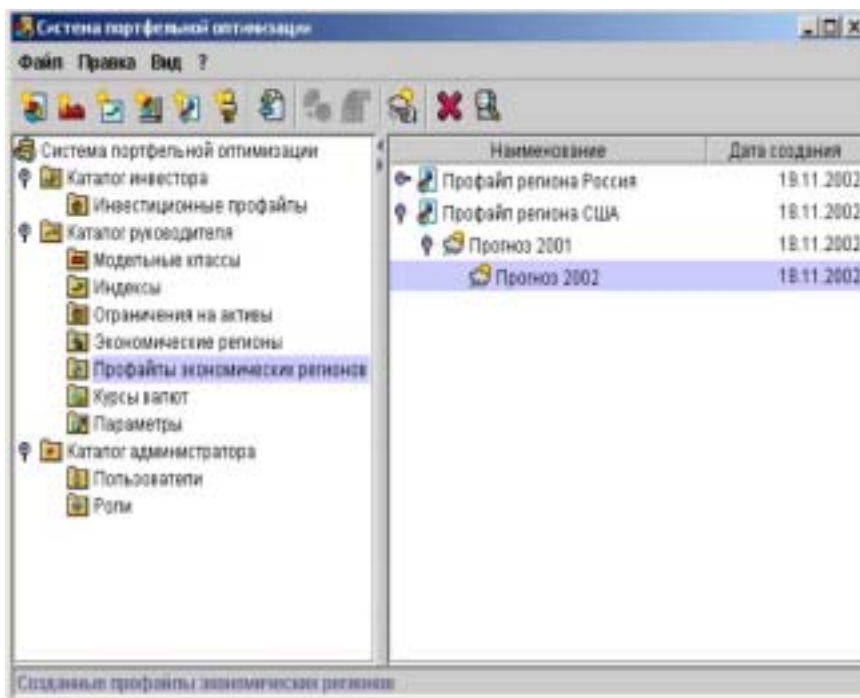 Система портфельной оптимизации
Файл Правка Вид ?
Система портфельной оптимизации
Каталог инвестора
Инвестиционные профайлы
Каталог руководителя
Модельные классы
Индексы
Ограничения на активы
Экономические регионы
Профайлы экономических регионов
Курсы валют
Параметры
Каталог администратора
Пользователи
Роли
Наименование Дата создания
Профайл региона Россия 19.11.2002
Профайл региона США 18.11.2002
Прогноз 2001 18.11.2002
Прогноз 2002 18.11.2002
Созданные профайлы экономических регионов